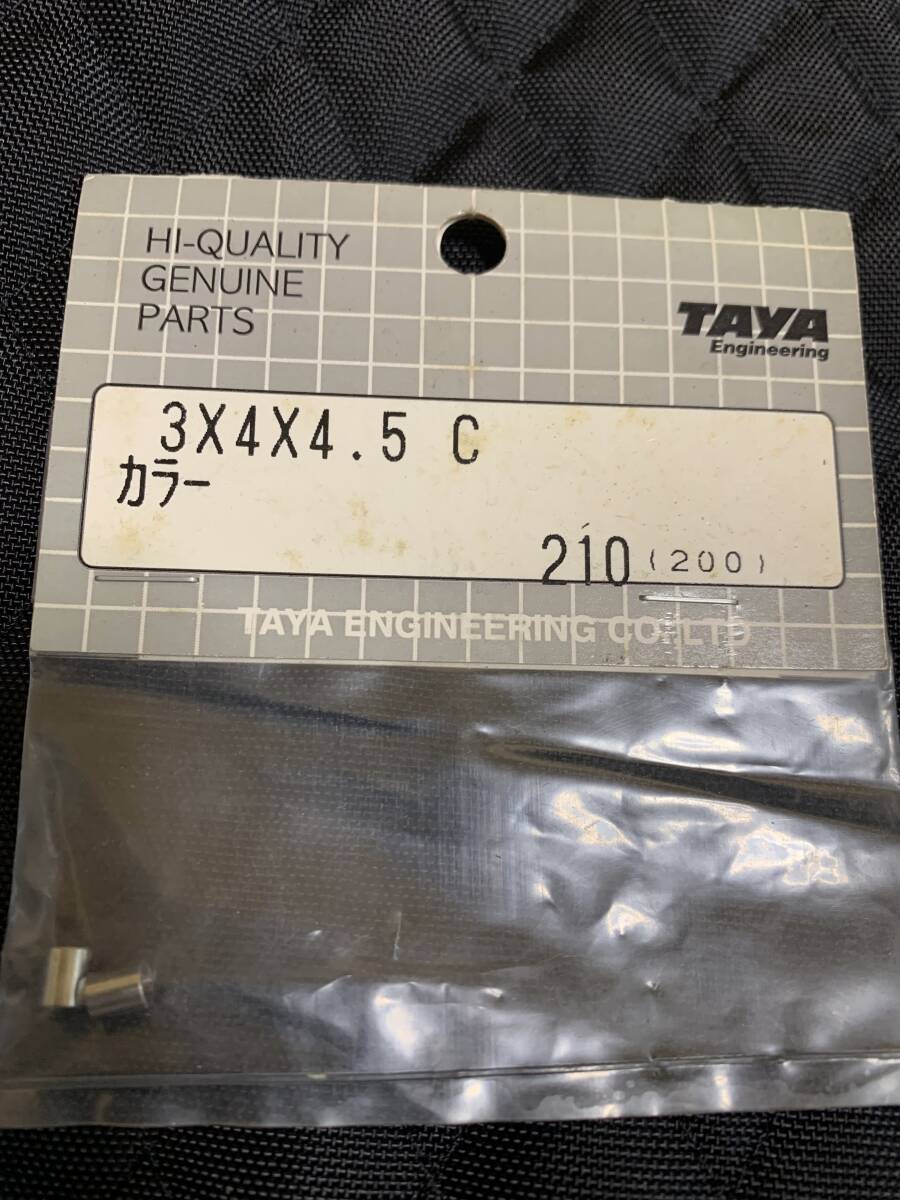 HI-QUALITY
GENUINE
PARTS
TAYA
Engineering
3X4X4.5 C
カラー
210 (200)
TAYA ENGINEERING CO.,LTD